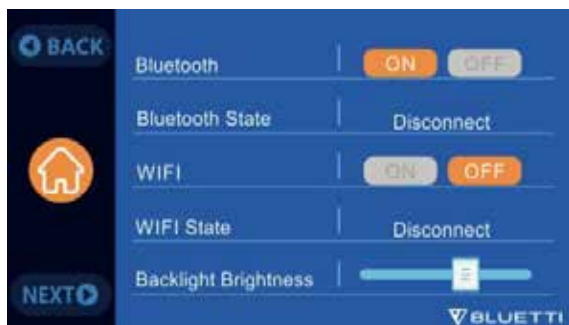 BACK
Bluetooth ON OFF
Bluetooth State Disconnect
WIFI ON OFF
WIFI State Disconnect
Backlight Brightness
NEXT
BLUETTI